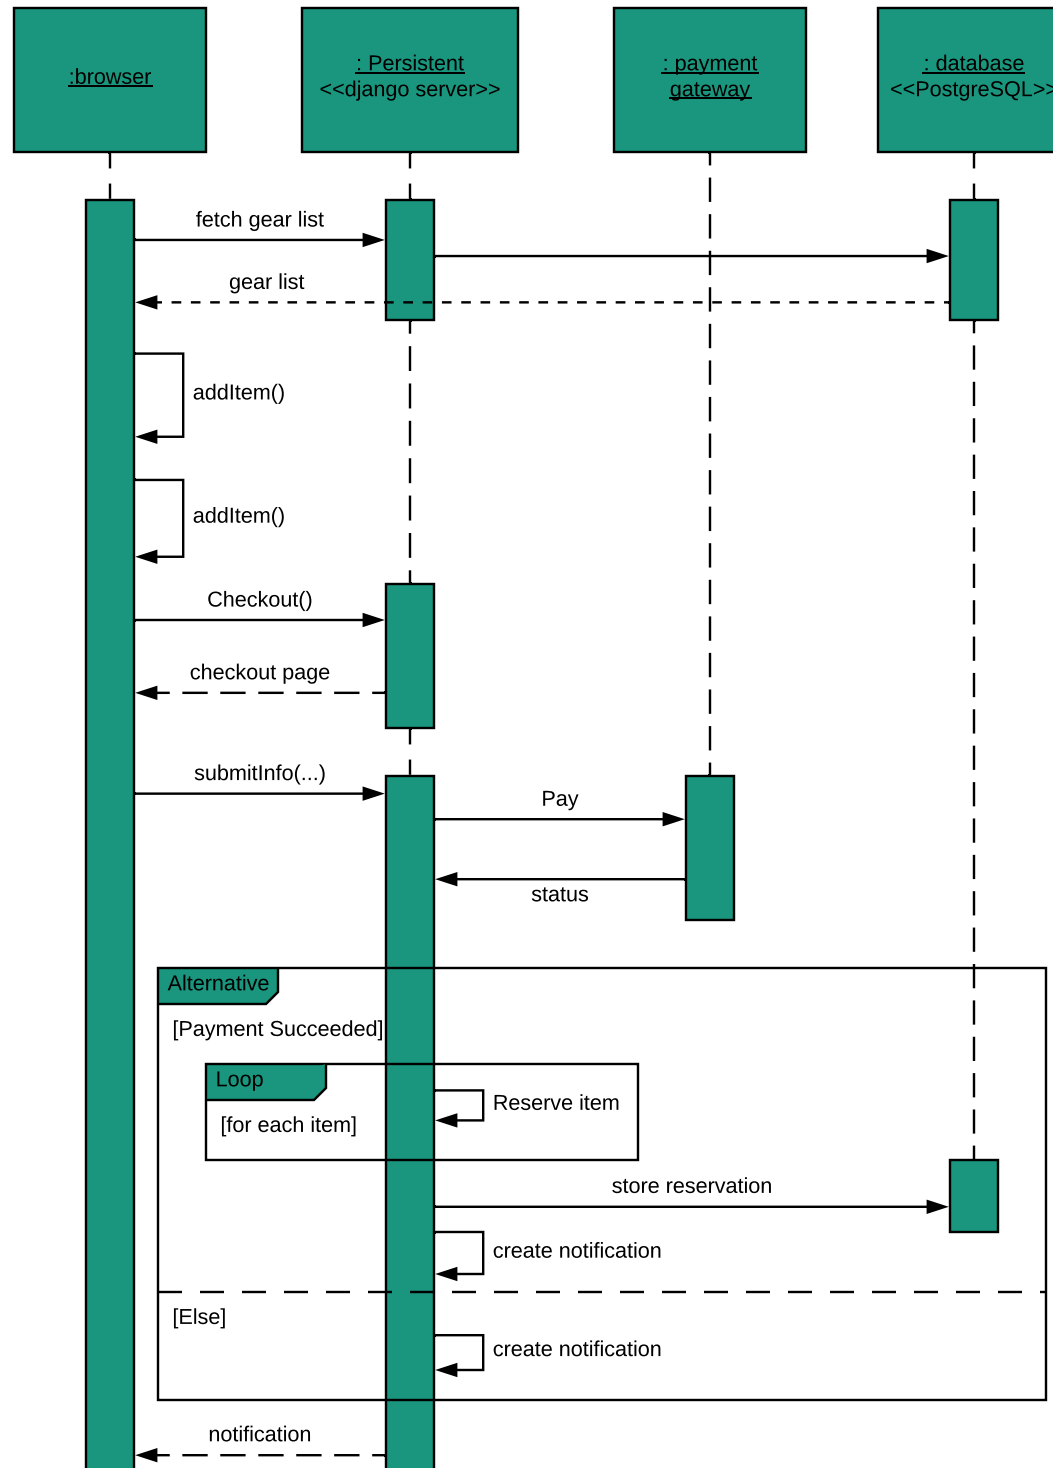 :browser
: Persistent
<<django server>>
: payment
gateway
: database
<<PostgreSQL>>
fetch gear list
gear list
addItem()
addItem()
Checkout()
checkout page
submitInfo(...)
Pay
status
Alternative
[Payment Succeeded]
Loop
Reserve item
[for each item]
store reservation
create notification
[Else]
create notification
notification